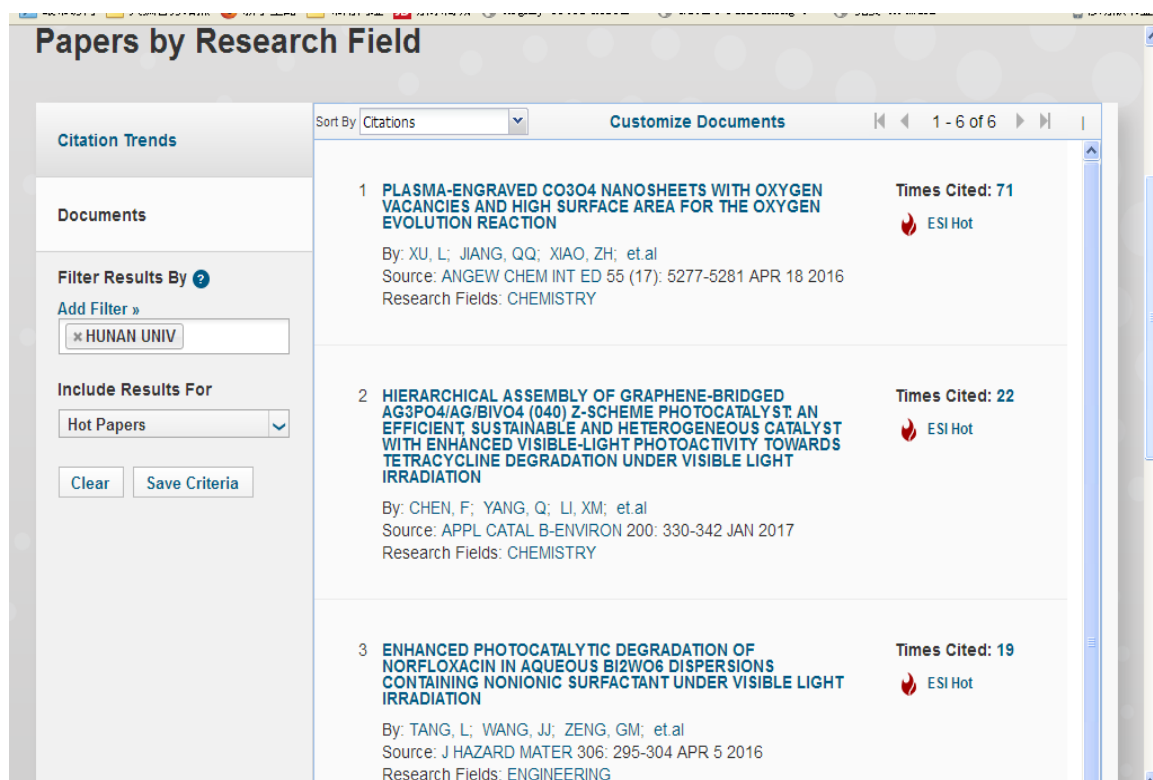 Papers by Research Field
Citation Trends
Documents
Filter Results By ?
Add Filter »
×HUNAN UNIV
Include Results For
Hot Papers
Clear Save Criteria
Sort By Citations Customize Documents 1 - 6 of 6 |
1 PLASMA-ENGRAVED CO3O4 NANOSHEETS WITH OXYGEN
VACANCIES AND HIGH SURFACE AREA FOR THE OXYGEN
EVOLUTION REACTION
By: XU, L; JIANG, QQ; XIAO, ZH; et.al
Source: ANGEW CHEM INT ED 55 (17): 5277-5281 APR 18 2016
Research Fields: CHEMISTRY
Times Cited: 71
ESI Hot
2 HIERARCHICAL ASSEMBLY OF GRAPHENE-BRIDGED
AG3PO4/AG/BIVO4 (040) Z-SCHEME PHOTOCATALYST: AN
EFFICIENT, SUSTAINABLE AND HETEROGENEOUS CATALYST
WITH ENHANCED VISIBLE-LIGHT PHOTOACTIVITY TOWARDS
TETRACYCLINE DEGRADATION UNDER VISIBLE LIGHT
IRRADIATION
By: CHEN, F; YANG, Q; LI, XM; et.al
Source: APPL CATAL B-ENVIRON 200: 330-342 JAN 2017
Research Fields: CHEMISTRY
Times Cited: 22
ESI Hot
3 ENHANCED PHOTOCATALYTIC DEGRADATION OF
NORFLOXACIN IN AQUEOUS BI2WO6 DISPERSIONS
CONTAINING NONIONIC SURFACTANT UNDER VISIBLE LIGHT
IRRADIATION
By: TANG, L; WANG, JJ; ZENG, GM; et.al
Source: J HAZARD MATER 306: 295-304 APR 5 2016
Research Fields: ENGINEERING
Times Cited: 19
ESI Hot